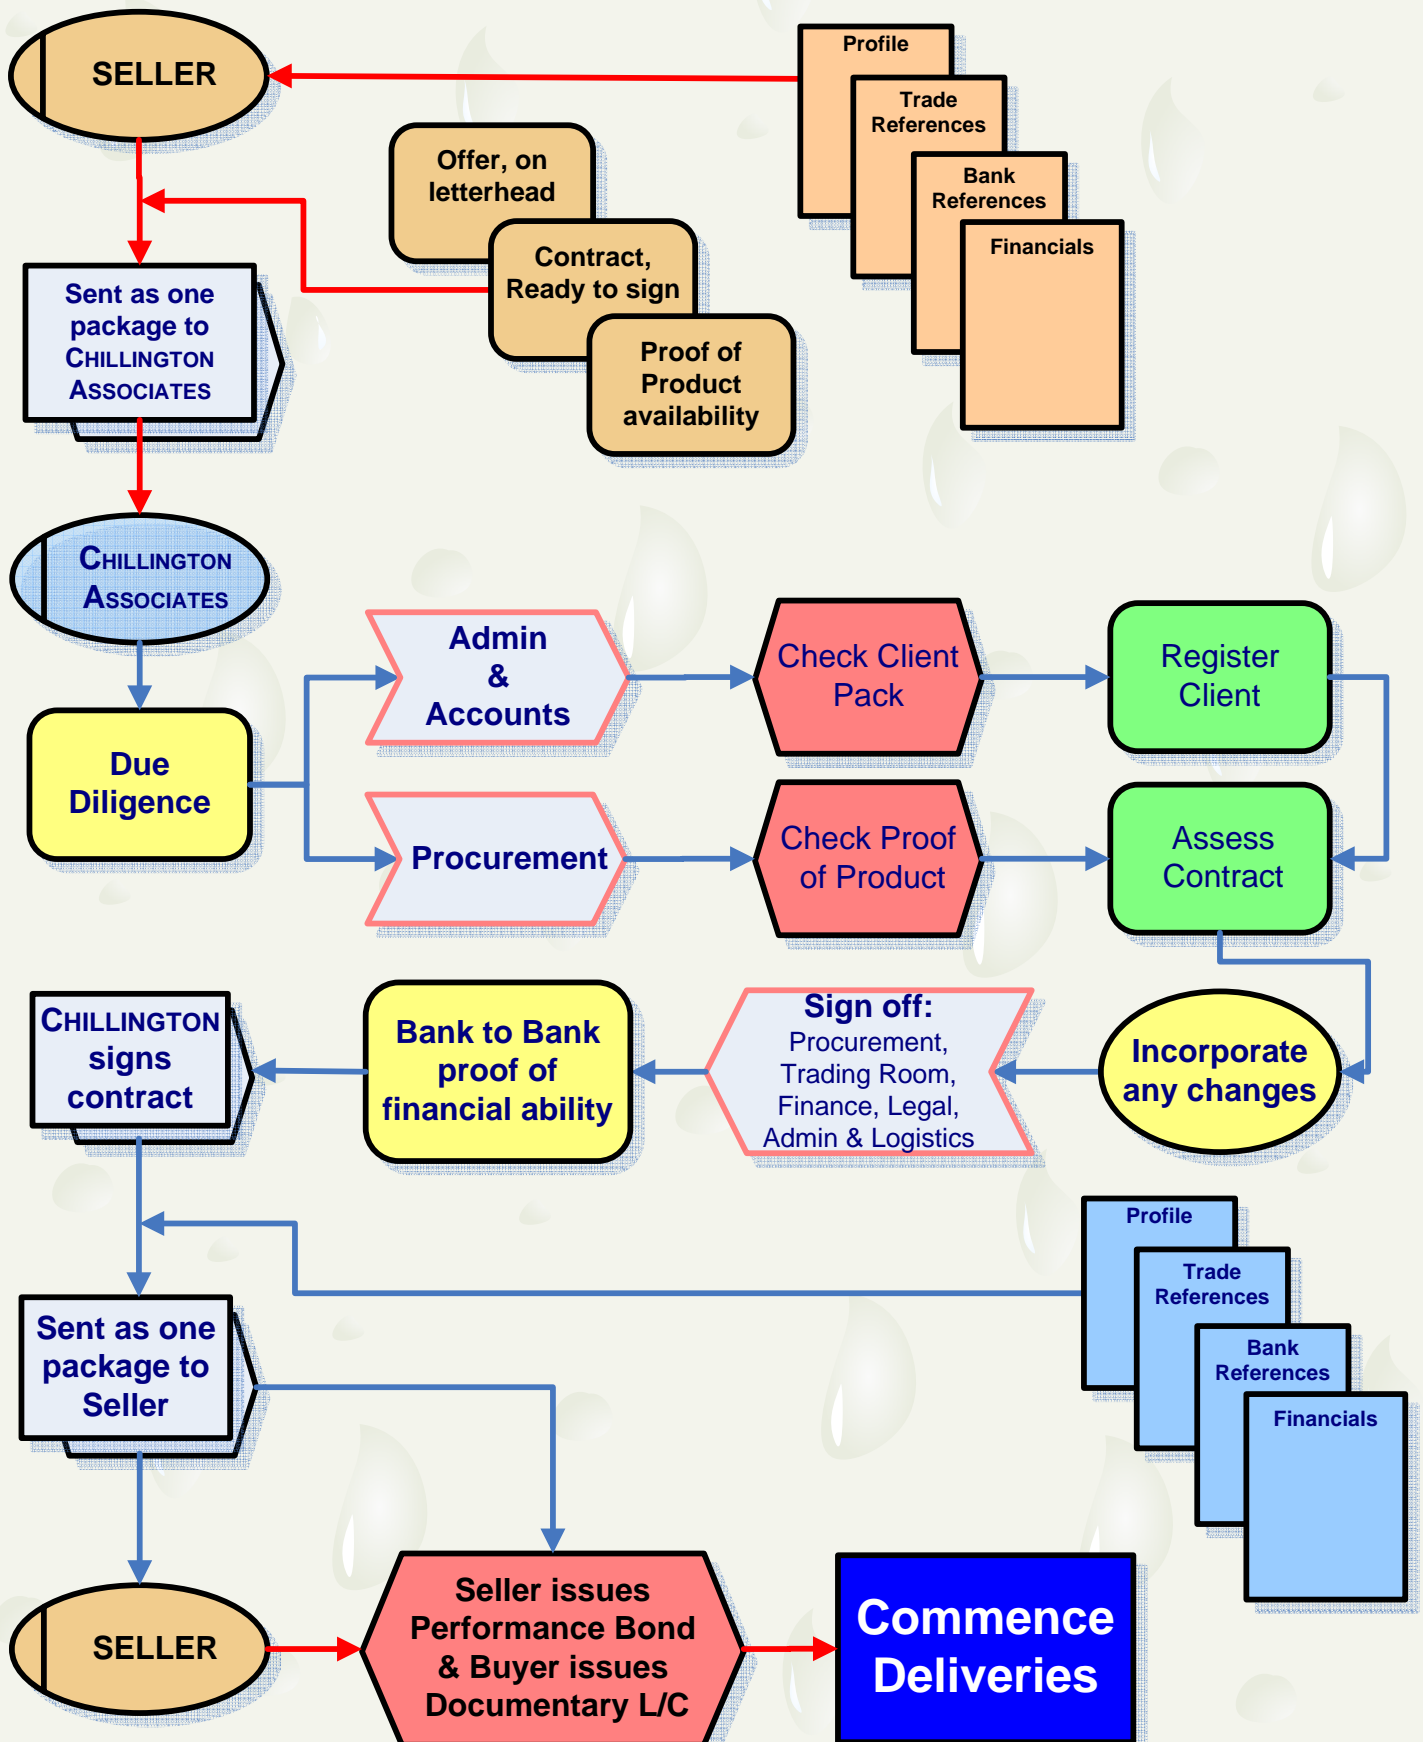 SELLER
Profile
Trade
References
Bank
References
Financials
Offer, on
letterhead
Contract,
Ready to sign
Proof of
Product
availability
Sent as one
package to
CHILLINGTON
ASSOCIATES
CHILLINGTON
ASSOCIATES
Due
Diligence
Admin
&
Accounts
Check Client
Pack
Register
Client
Procurement
Check Proof
of Product
Assess
Contract
Incorporate
any changes
Sign off:
Procurement,
Trading Room,
Finance, Legal,
Admin & Logistics
Bank to Bank
proof of
financial ability
CHILLINGTON
signs
contract
Profile
Trade
References
Bank
References
Financials
Sent as one
package to
Seller
SELLER
Seller issues
Performance Bond
& Buyer issues
Documentary L/C
Commence
Deliveries